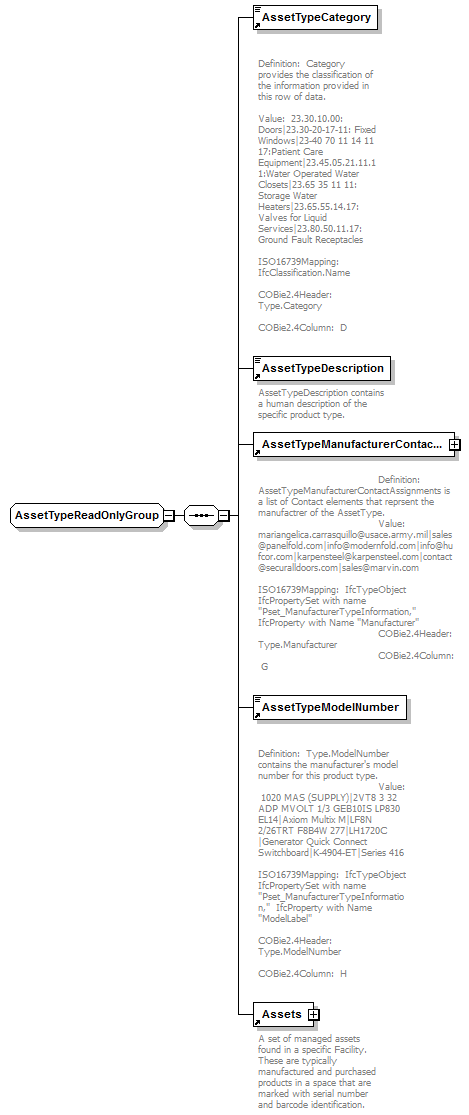 AssetTypeCategory
Definition:  Category
provides the classification of
the information provided in
this row of data.
Value:  23.30.10.00:
Doors|23.30-20-17-11: Fixed
Windows|23-40 70 11 14 11
17:Patient Care
Equipment|23.45.05.21.11.1
1:Water Operated Water
Closets|23.65 35 11 11:
Storage Water
Heaters|23.65.55.14.17:
Valves for Liquid
Services|23.80.50.11.17:
Ground Fault Receptacles
ISO16739Mapping:
IfcClassification.Name
COBie2.4Header:
Type.Category
COBie2.4Column:  D
AssetTypeDescription
AssetTypeDescription contains
a human description of the
specific product type.
AssetTypeManufacturerContac...
Definition:
AssetTypeManufacturerContactAssignments is
a list of Contact elements that reprsent the
manufactrer of the AssetType.
Value:
mariangelica.carrasquillo@usace.army.mil|sales
@panelfold.com|info@modernfold.com|info@hu
fcor.com|karpensteel@karpensteel.com|contact
@securalldoors.com|sales@marvin.com
ISO16739Mapping:  IfcTypeObject
IfcPropertySet with name
"Pset_ManufacturerTypeInformation,"
IfcProperty with Name "Manufacturer"
COBie2.4Header:
Type.Manufacturer
COBie2.4Column:
G
AssetTypeReadOnlyGroup
AssetTypeModelNumber
Definition:  Type.ModelNumber
contains the manufacturer's model
number for this product type.
Value:
1020 MAS (SUPPLY)|2VT8 3 32
ADP MVOLT 1/3 GEB10IS LP830
EL14|Axiom Multix M|LF8N
2/26TRT F8B4W 277|LH1720C
|Generator Quick Connect
Switchboard|K-4904-ET|Series 416
ISO16739Mapping:  IfcTypeObject
IfcPropertySet with name
"Pset_ManufacturerTypeInformatio
n,"  IfcProperty with Name
"ModelLabel"
COBie2.4Header:
Type.ModelNumber
COBie2.4Column:  H
Assets
A set of managed assets
found in a specific Facility.
These are typically
manufactured and purchased
products in a space that are
marked with serial number
and barcode identification.